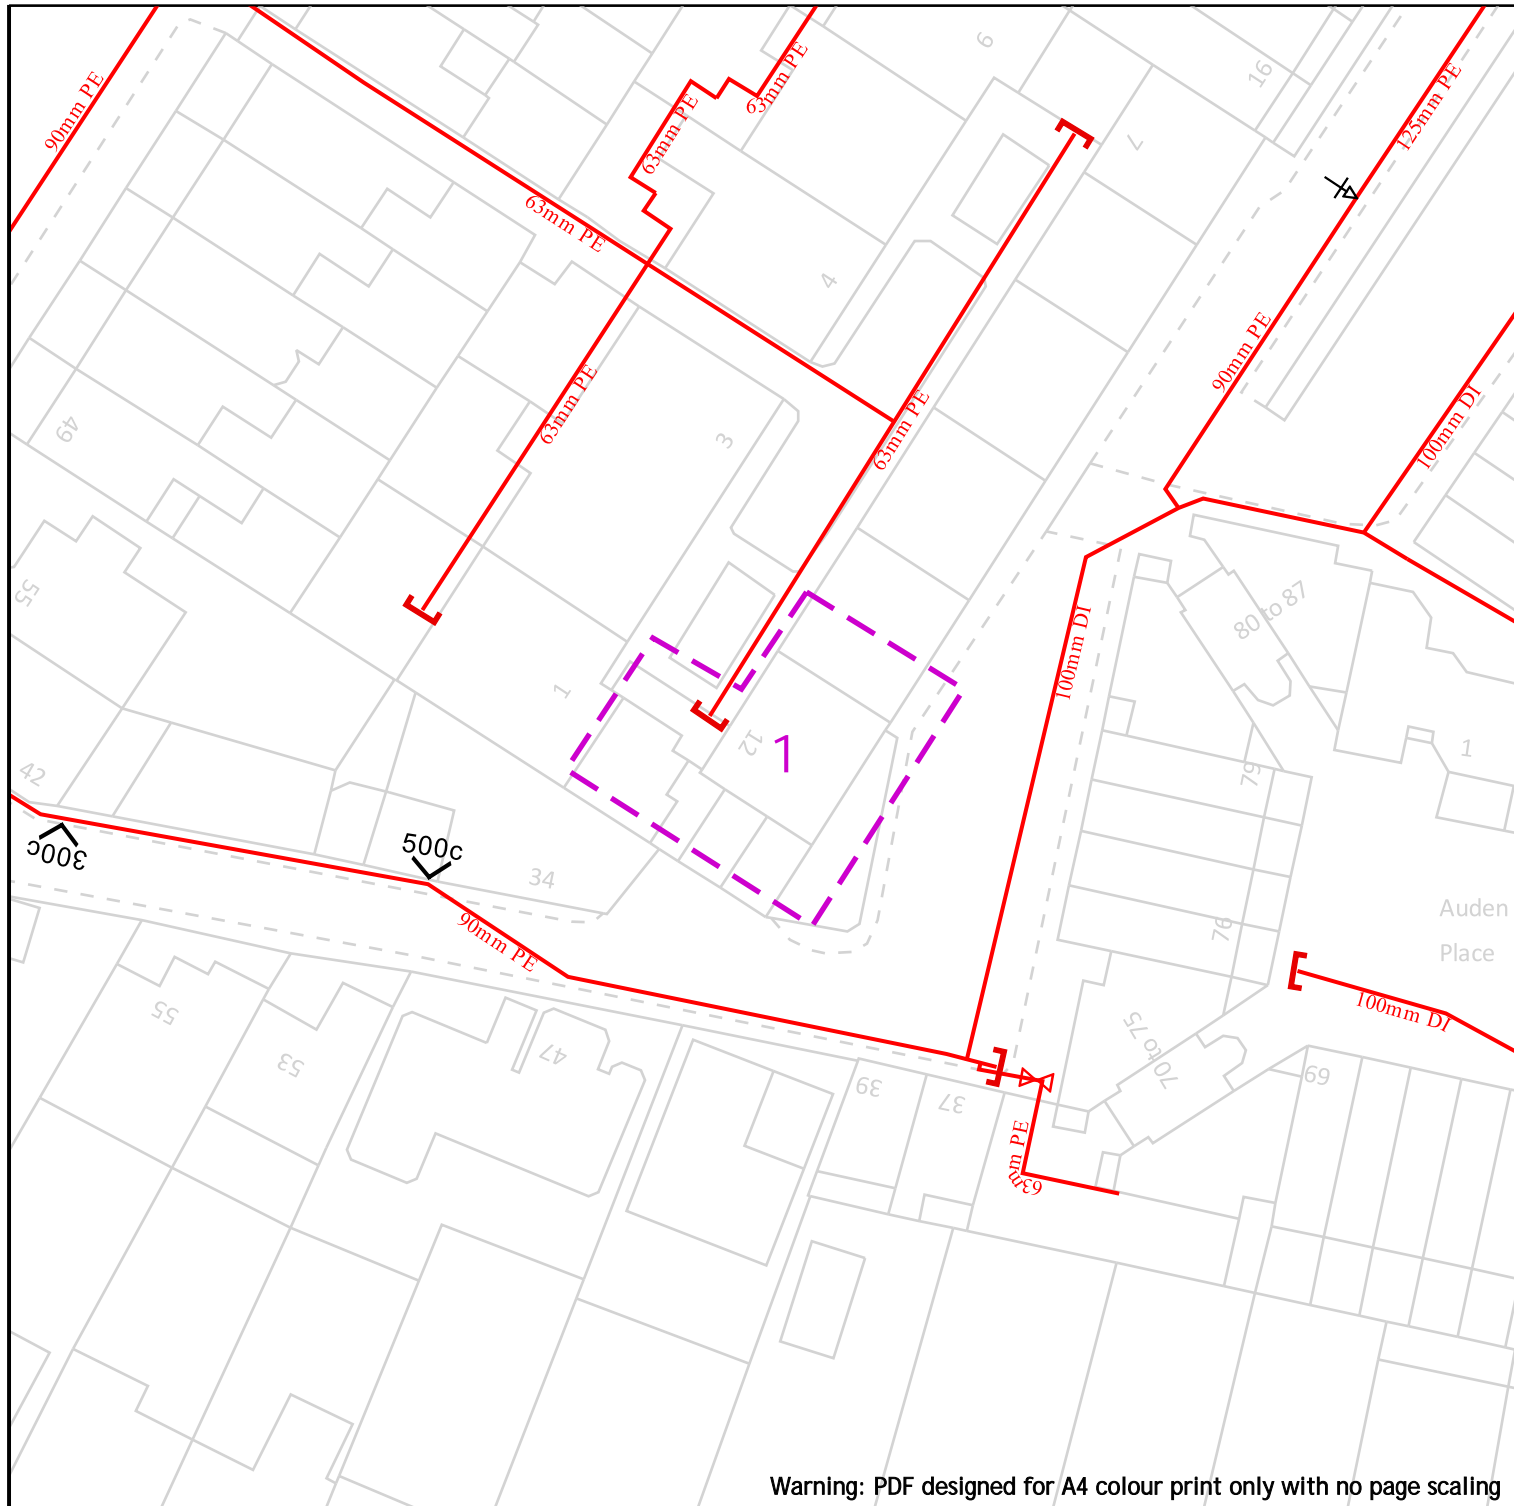 90mm PE
63mm PE
63mm PE
63mm PE
6
16
7
125mm PE
4
90mm PE
63mm PE
63mm PE
100mm DI
49
3
55
80 to 87
100mm DI
1
12
1
79
1
42
300c
500c
34
90mm PE
76
Auden
Place
55
53
47
39
37
70 to 75
69
100mm DI
63mm PE
Warning: PDF designed for A4 colour print only with no page scaling